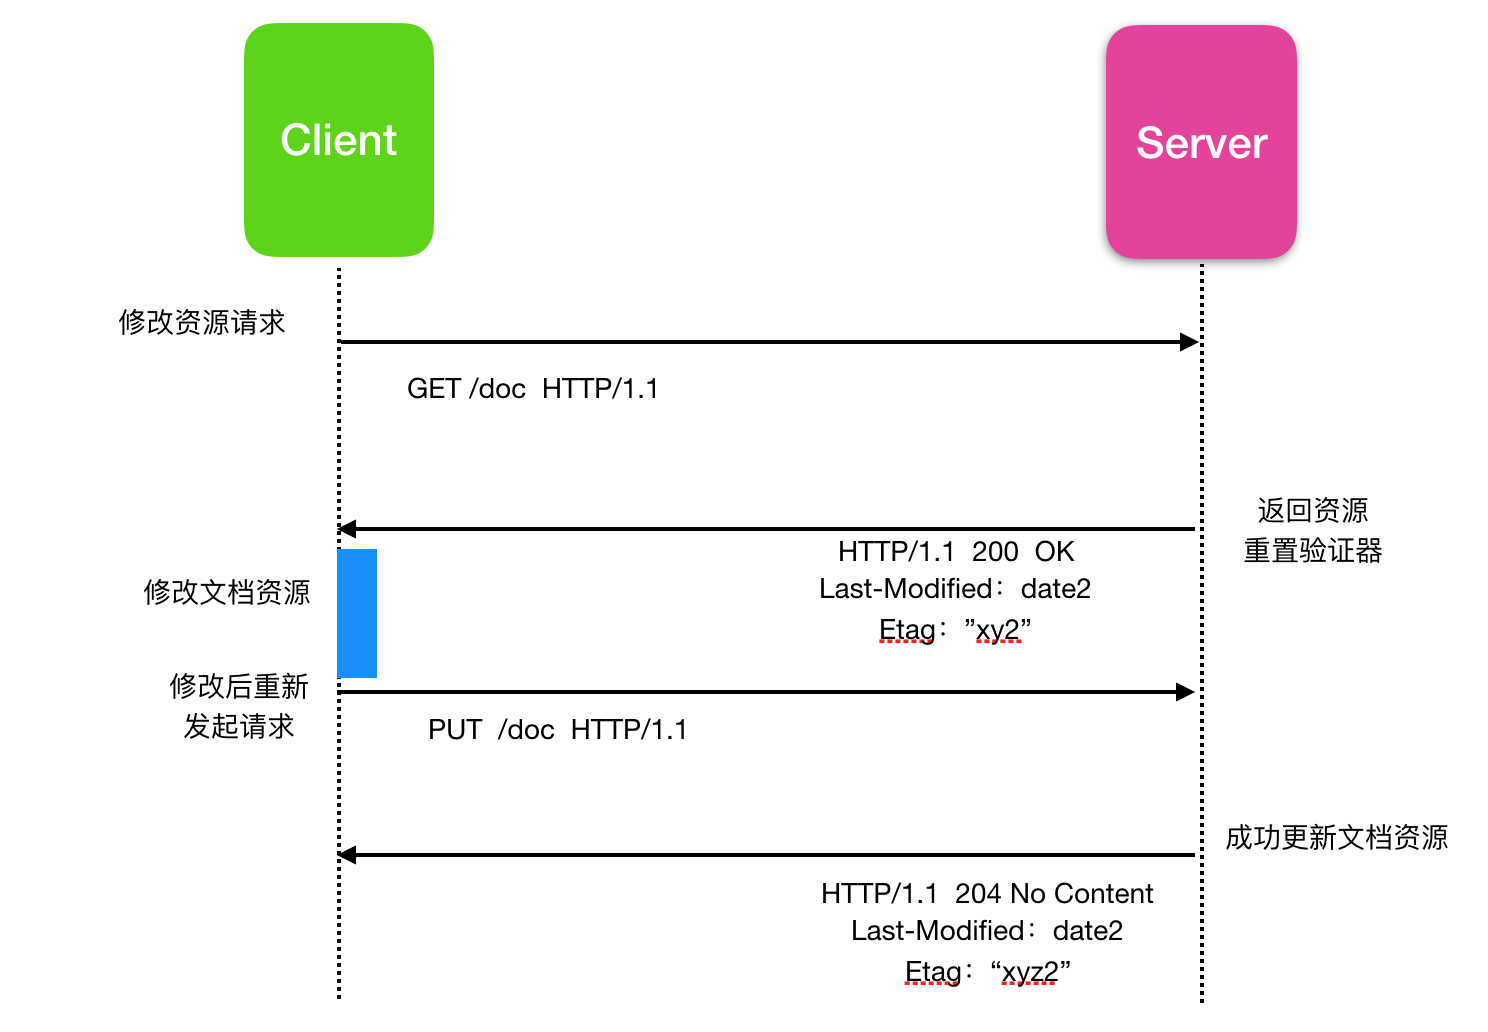 Client
Server
修改资源请求
GET /doc HTTP/1.1
返回资源
重置验证器
HTTP/1.1 200 OK
Last-Modified：date2
Etag：”xy2”
修改文档资源
修改后重新
发起请求
PUT /doc HTTP/1.1
成功更新文档资源
HTTP/1.1 204 No Content
Last-Modified：date2
Etag：“xyz2”